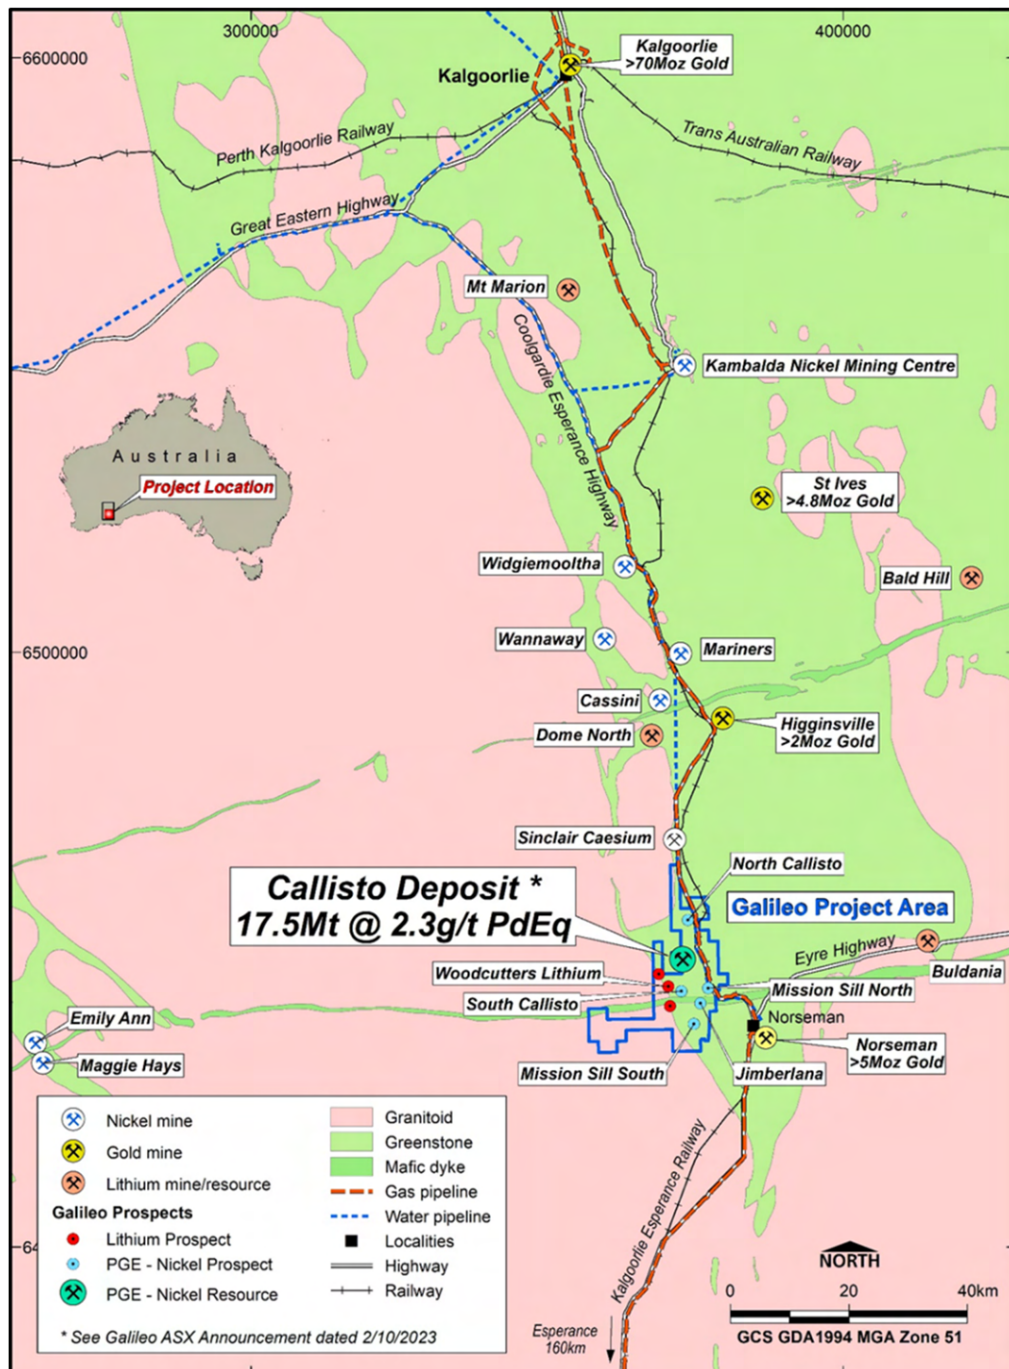 300000
400000
6600000
Kalgoorlie
>70Moz Gold
Kalgoorlie
Perth Kalgoorlie Railway
Trans Australian Railway
Great Eastern Highway
Mt Marion
Coolgardie Esperance Highway
Kambalda Nickel Mining Centre
Australia
Project Location
St Ives
>4.8Moz Gold
Widgiemooltha
Bald Hill
Wannaway
6500000
Mariners
Cassini
Dome North
Higginsville
>2Moz Gold
Sinclair Caesium
North Callisto
Callisto Deposit *
17.5Mt @ 2.3g/t PdEq
Galileo Project Area
Eyre Highway
Buldania
Woodcutters Lithium
South Callisto
Mission Sill North
Norseman
Emily Ann
Maggie Hays
Norseman
>5Moz Gold
Mission Sill South
Jimberlana
Nickel mine
Gold mine
Lithium mine/resource
Galileo Prospects
Lithium Prospect
PGE - Nickel Prospect
PGE - Nickel Resource
Granitoid
Greenstone
Mafic dyke
Gas pipeline
Water pipeline
Localities
Highway
Railway
* See Galileo ASX Announcement dated 2/10/2023
Kalgoorlie Esperance Railway
Esperance
160km
NORTH
0
20
40km
GCS GDA1994 MGA Zone 51